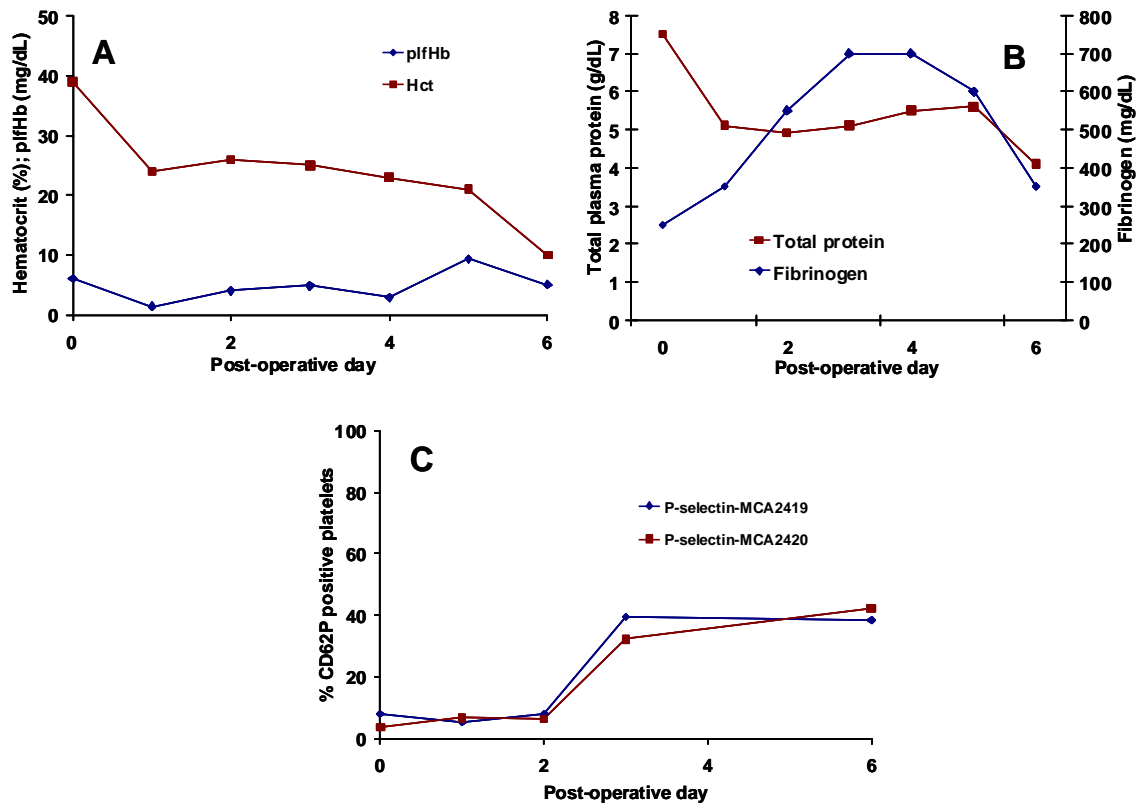 A
plfHb
Hct
Hematocrit (%); plfHb (mg/dL)
50
40
30
20
10
0
0 2 4 6
Post-operative day
B
Total plasma protein (g/dL)
8
7
6
5
4
3
2
1
0
Fibrinogen (mg/dL)
800
700
600
500
400
300
200
100
0
Total protein
Fibrinogen
0 2 4 6
Post-operative day
C
% CD62P positive platelets
100
80
60
40
20
0
P-selectin-MCA2419
P-selectin-MCA2420
0 2 4 6
Post-operative day